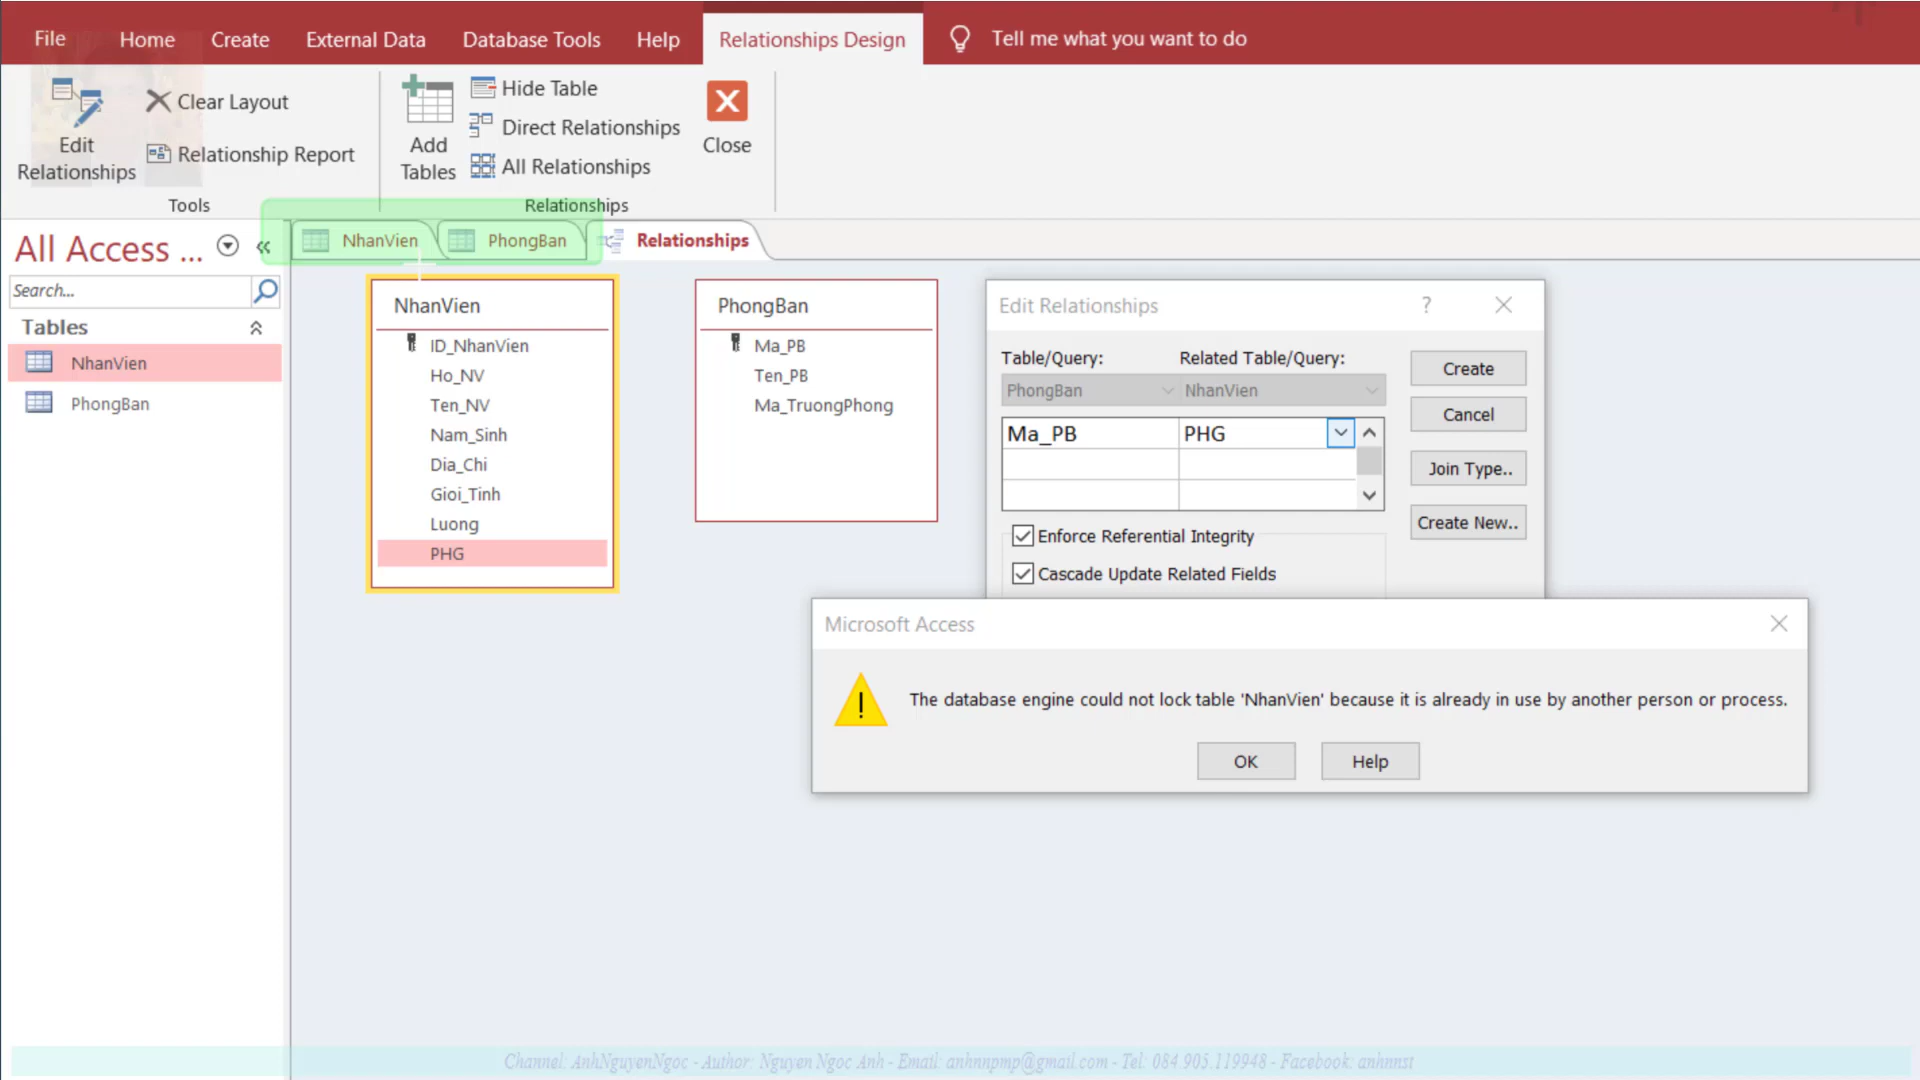 File Home Create External Data Database Tools Help Relationships Design Tell me what you want to do
Edit Relationships
Clear Layout
Relationship Report
Tools
Add Tables
Hide Table
Direct Relationships
All Relationships
Close
Relationships
All Access ...
«
NhanVien PhongBan Relationships
Search...
Tables
NhanVien
PhongBan
NhanVien
ID_NhanVien
Ho_NV
Ten_NV
Nam_Sinh
Dia_Chi
Gioi_Tinh
Luong
PHG
PhongBan
Ma_PB
Ten_PB
Ma_TruongPhong
Edit Relationships ?
Table/Query: Related Table/Query:
PhongBan NhanVien
Ma_PB PHG
Enforce Referential Integrity
Cascade Update Related Fields
Create
Cancel
Join Type..
Create New..
Microsoft Access
The database engine could not lock table 'NhanVien' because it is already in use by another person or process.
OK Help
Channel: AnhNguyenNgoc - Author: Nguyen Ngoc Anh - Email: anhnnpmp@gmail.com - Tel: 084.905.119948 - Facebook: anhnnst